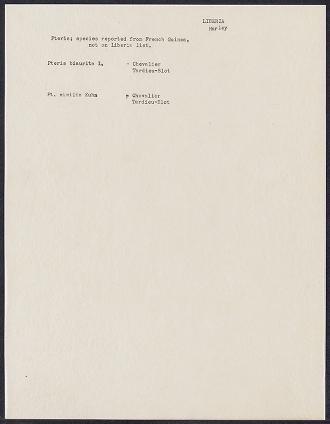 LIBERIA
Harley
Pteris; species reported from French Guinea,
not on Liberia list.
Pteris biaurita L. - Chevalier
Tardieu-Blot
Pt. similis Kuhn - Chevalier
Tardieu-Blot